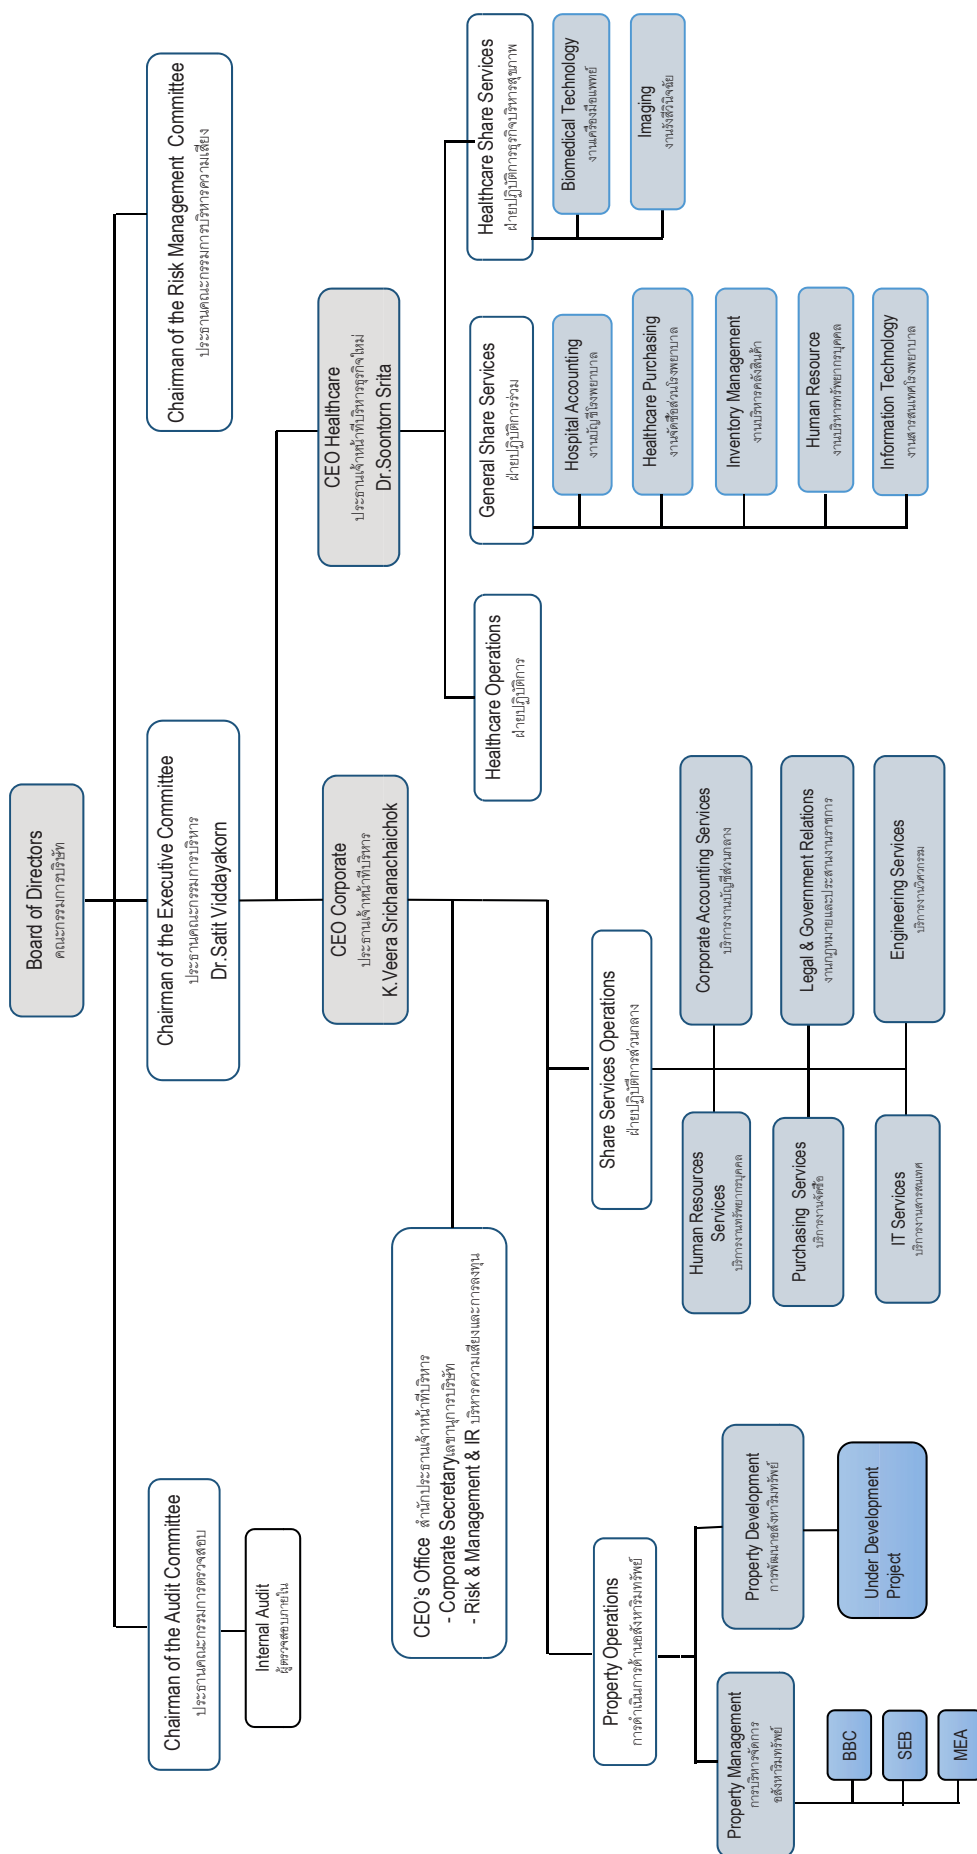 Board of Directors
คณะกรรมการบริษัท
Chairman of the Audit Committee
ประธานคณะกรรมการตรวจสอบ
Internal Audit
ผู้ตรวจสอบภายใน
Chairman of the Executive Committee
ประธานคณะกรรมการบริหาร
Dr.Satit Viddayakorn
Chairman of the Risk Management Committee
ประธานคณะกรรมการบริหารความเสี่ยง
CEO Corporate
ประธานเจ้าหน้าที่บริหาร
K.Veera Srichanachaichok
CEO Healthcare
ประธานเจ้าหน้าที่บริหารธุรกิจใหม่
Dr.Soontorn Srita
CEO's Office สำนักประธานเจ้าหน้าที่บริหาร
- Corporate Secretaryเลขานุการบริษัท
- Risk & Management & IR บริหารความเสี่ยงและการลงทุน
Property Operations
การดำเนินการด้านอสังหาริมทรัพย์
Property Management
การบริหารจัดการ
อสังหาริมทรัพย์
BBC
SEB
MEA
Property Development
การพัฒนาอสังหาริมทรัพย์
Under Development
Project
Share Services Operations
ฝ่ายปฏิบัติการส่วนกลาง
Human Resources
Services
บริการงานทรัพยากรบุคคล
Corporate Accounting Services
บริการงานบัญชีส่วนกลาง
Purchasing Services
บริการงานจัดซื้อ
Legal & Government Relations
งานกฎหมายและประสานงานราชการ
IT Services
บริการงานสารสนเทศ
Engineering Services
บริการงานวิศวกรรม
Healthcare Operations
ฝ่ายปฏิบัติการ
General Share Services
ฝ่ายปฏิบัติการร่วม
Hospital Accounting
งานบัญชีโรงพยาบาล
Healthcare Purchasing
งานจัดซื้อส่วนโรงพยาบาล
Inventory Management
งานบริหารคลังสินค้า
Human Resource
งานบริหารทรัพยากรบุคคล
Information Technology
งานสารสนเทศโรงพยาบาล
Healthcare Share Services
ฝ่ายปฏิบัติการธุรกิจบริหารสุขภาพ
Biomedical Technology
งานเครื่องมือแพทย์
Imaging
งานรังสีวินิจฉัย